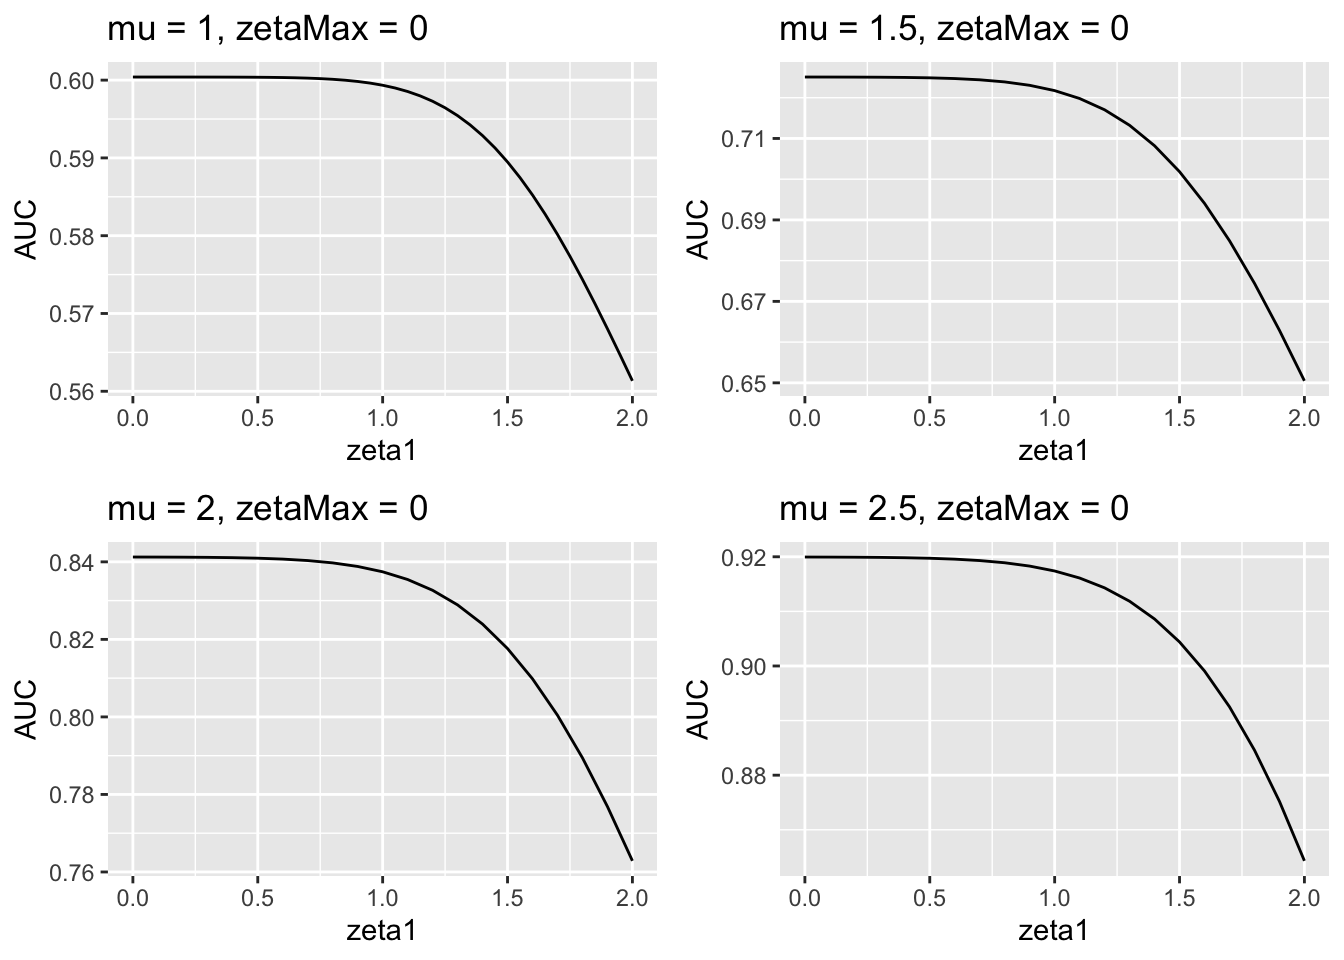 mu = 1, zetaMax = 0
AUC
0.60
0.59
0.58
0.57
0.56
0.0 0.5 1.0 1.5 2.0
zeta1
mu = 1.5, zetaMax = 0
AUC
0.71
0.69
0.67
0.65
0.0 0.5 1.0 1.5 2.0
zeta1
mu = 2, zetaMax = 0
AUC
0.84
0.82
0.80
0.78
0.76
0.0 0.5 1.0 1.5 2.0
zeta1
mu = 2.5, zetaMax = 0
AUC
0.92
0.90
0.88
0.0 0.5 1.0 1.5 2.0
zeta1